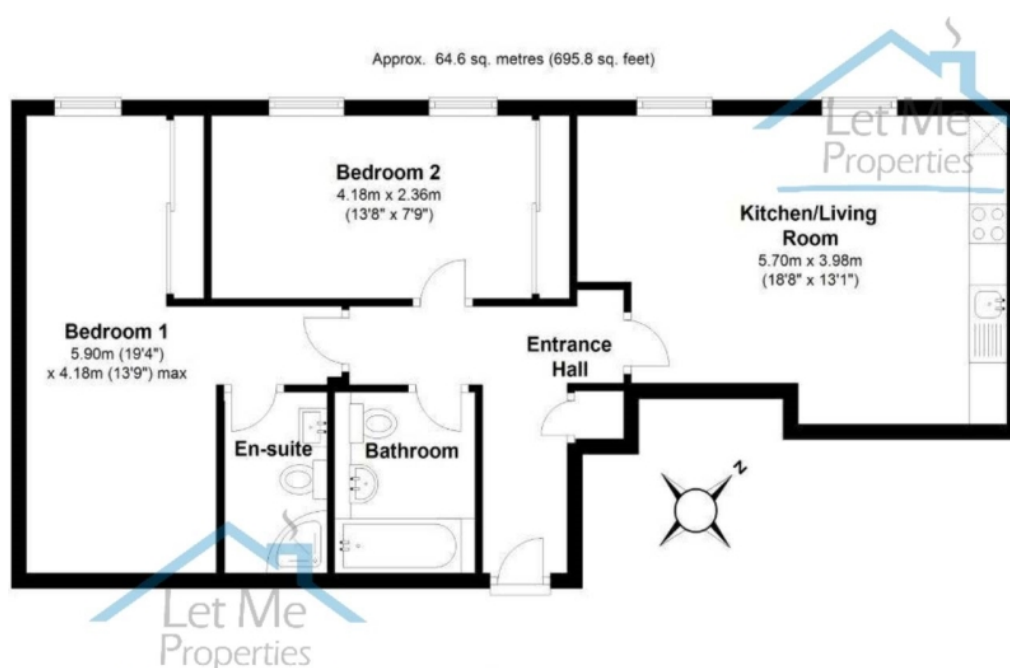 Approx. 64.6 sq. metres (695.8 sq. feet)
Let Me
Properties
Bedroom 2
4.18m x 2.36m
(13'8" x 7'9")
Kitchen/Living
Room
5.70m x 3.98m
(18'8" x 13'1")
Bedroom 1
5.90m (19'4")
x 4.18m (13'9") max
Entrance
Hall
En-suite
Bathroom
N
Let Me
Properties